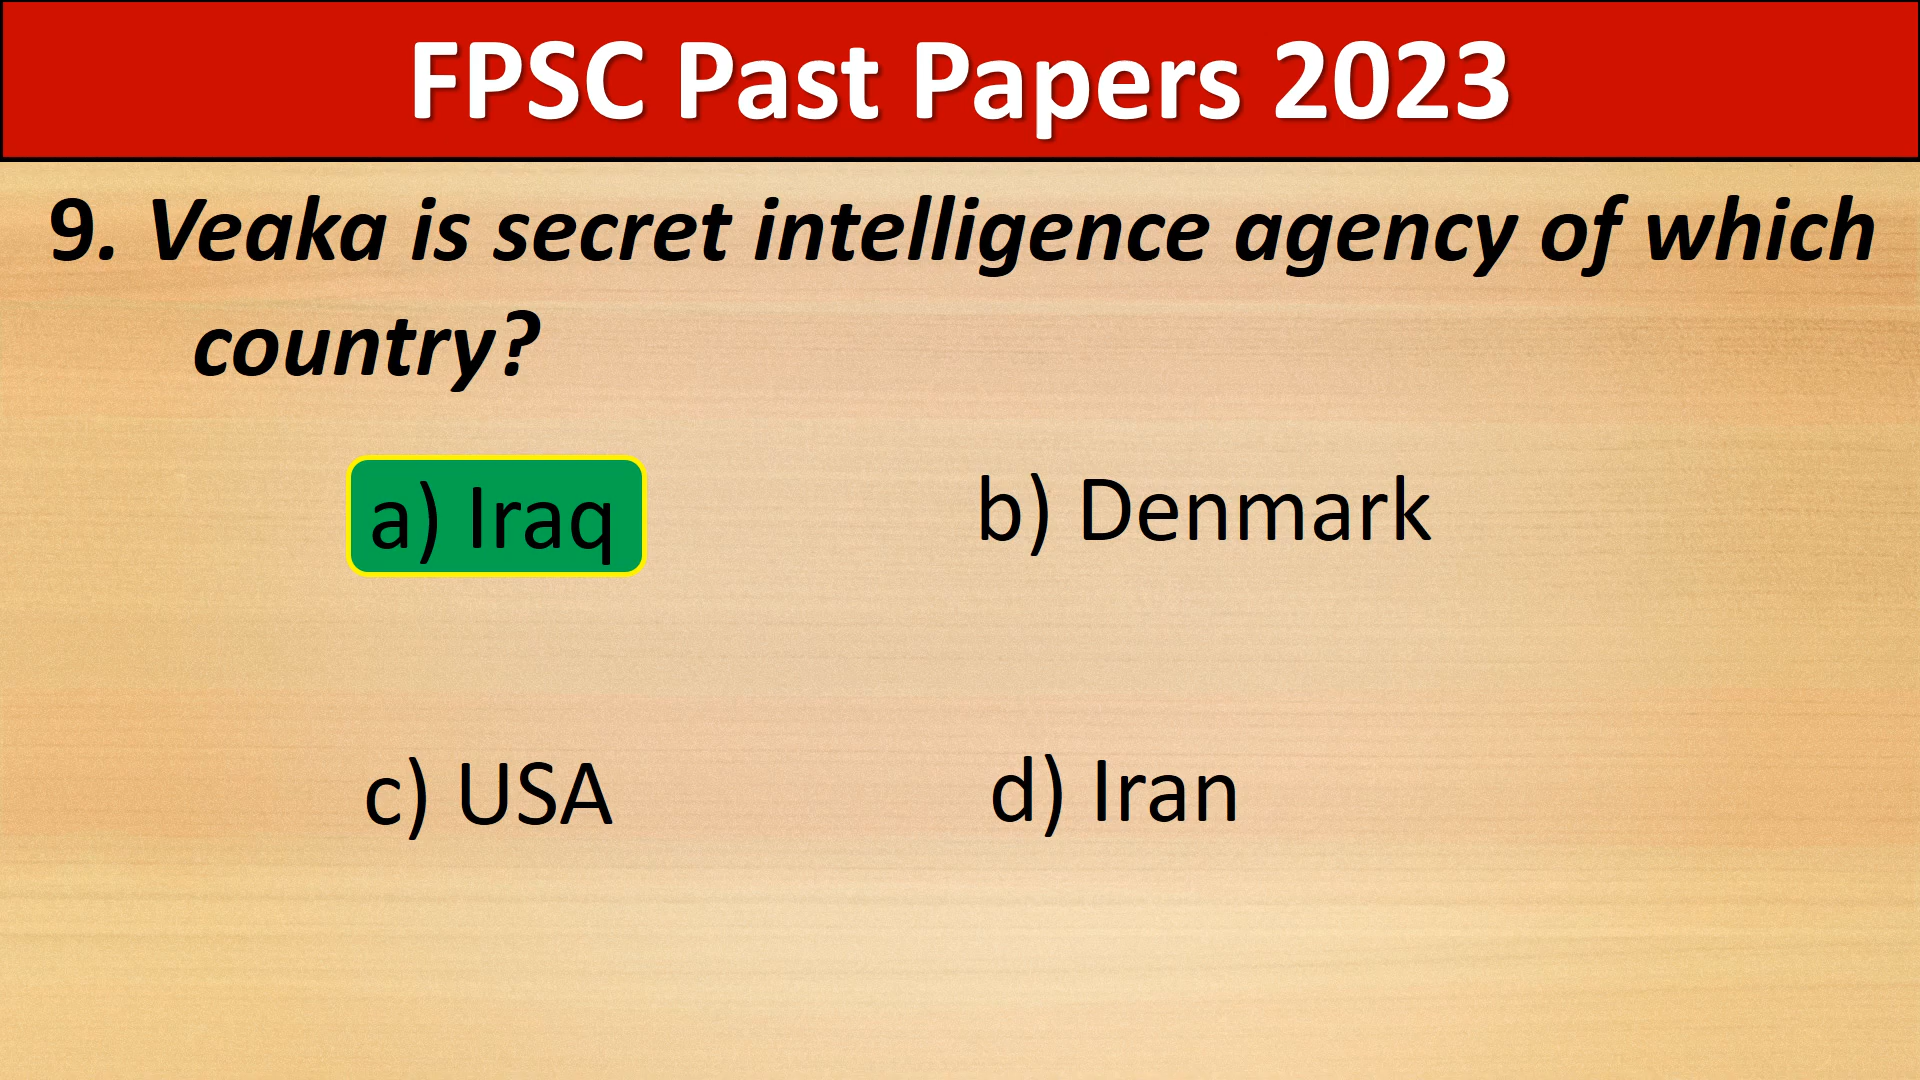 FPSC Past Papers 2023
9. Veaka is secret intelligence agency of which
country?
a) Iraq
b) Denmark
c) USA
d) Iran